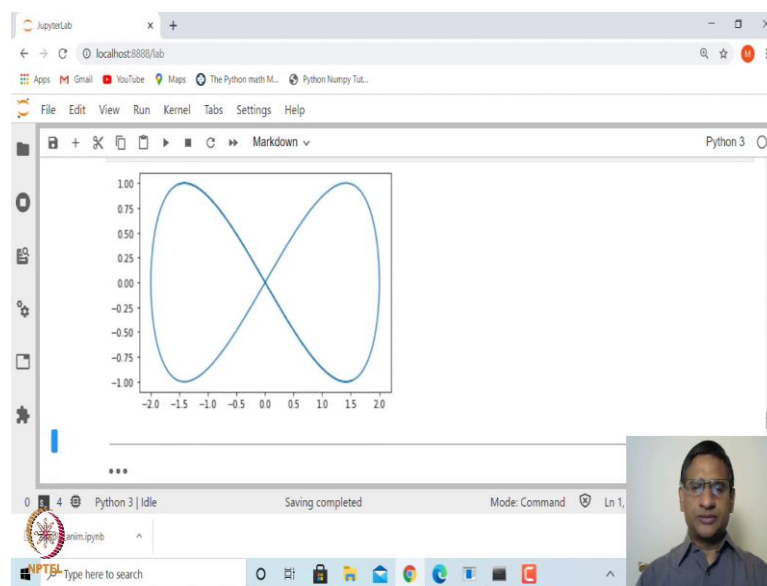 JupyterLab
localhost:8888/lab
M
Apps Gmail YouTube Maps The Python math M... Python Numpy Tut...
File Edit View Run Kernel Tabs Settings Help
Markdown Python 3
1.00
0.75
0.50
0.25
0.00
−0.25
−0.50
−0.75
−1.00
-2.0 -1.5 -1.0 -0.5 0.0 0.5 1.0 1.5 2.0
0 4 Python 3 | Idle Saving completed Mode: Command Ln 1,
anim.ipynb
NPTEL
Type here to search